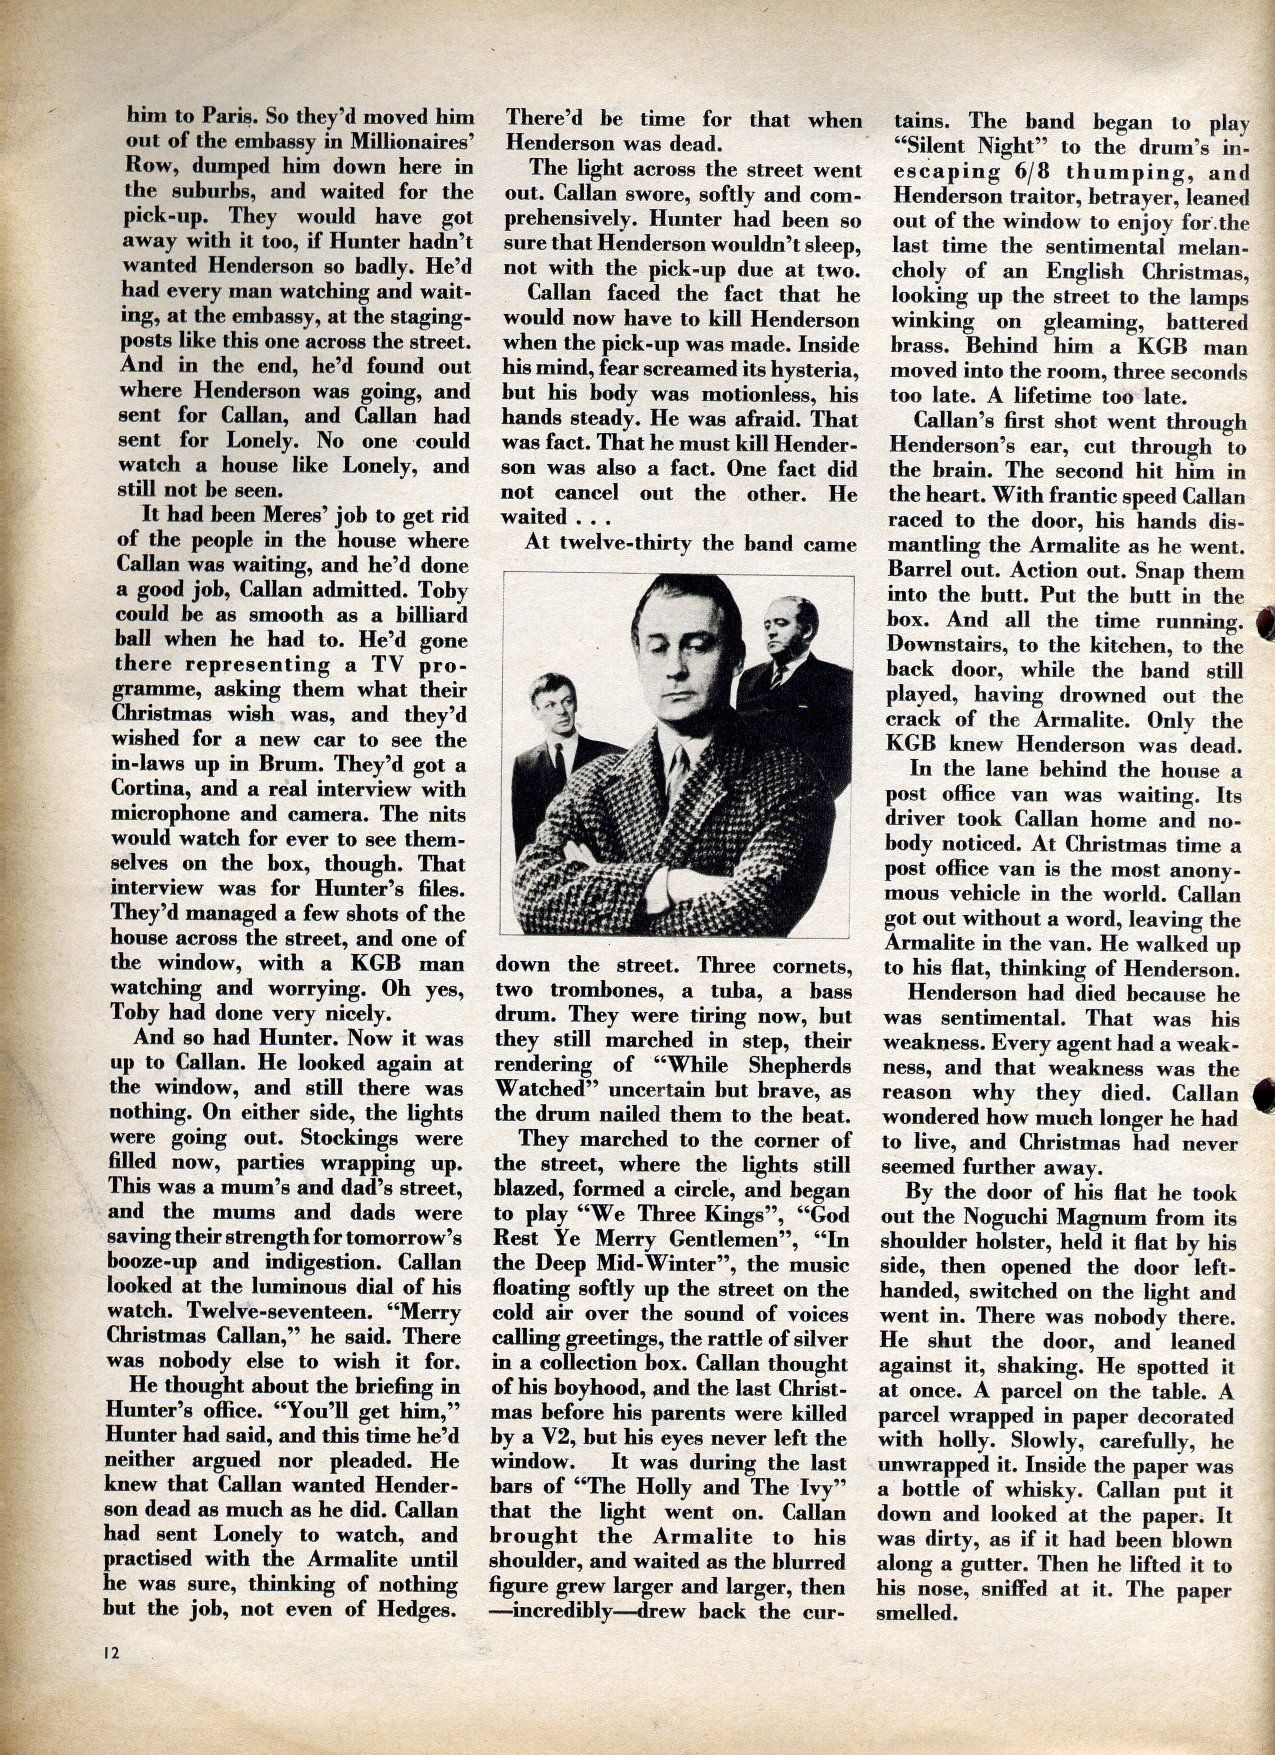 him to Paris. So they'd moved him
out of the embassy in Millionaires'
Row, dumped him down here in
the suburbs, and waited for the
pick-up. They would have got
away with it too, if Hunter hadn't
wanted Henderson so badly. He'd
had every man watching and wait-
ing, at the embassy, at the staging-
posts like this one across the street.
And in the end, he'd found out
where Henderson was going, and
sent for Callan, and Callan had
sent for Lonely. No one could
watch a house like Lonely, and
still not be seen.
It had been Meres' job to get rid
of the people in the house where
Callan was waiting, and he'd done
a good job, Callan admitted. Toby
could be as smooth as a billiard
ball when he had to. He'd gone
there representing a TV pro-
gramme, asking them what their
Christmas wish was, and they'd
wished for a new car to see the
in-laws up in Brum. They'd got a
Cortina, and a real interview with
microphone and camera. The nits
would watch for ever to see them-
selves on the box, though. That
interview was for Hunter's files.
They'd managed a few shots of the
house across the street, and one of
the window, with a KGB man
watching and worrying. Oh yes,
Toby had done very nicely.
And so had Hunter. Now it was
up to Callan. He looked again at
the window, and still there was
nothing. On either side, the lights
were going out. Stockings were
filled now, parties wrapping up.
This was a mum's and dad's street,
and the mums and dads were
saving their strength for tomorrow's
booze-up and indigestion. Callan
looked at the luminous dial of his
watch. Twelve-seventeen. “Merry
Christmas Callan,” he said. There
was nobody else to wish it for.
He thought about the briefing in
Hunter's office. “You'll get him,”
Hunter had said, and this time he'd
neither argued nor pleaded. He
knew that Callan wanted Hender-
son dead as much as he did. Callan
had sent Lonely to watch, and
practised with the Armalite until
he was sure, thinking of nothing
but the job, not even of Hedges.
There'd be time for that when
Henderson was dead.
The light across the street went
out. Callan swore, softly and com-
prehensively. Hunter had been so
sure that Henderson wouldn't sleep,
not with the pick-up due at two.
Callan faced the fact that he
would now have to kill Henderson
when the pick-up was made. Inside
his mind, fear screamed its hysteria,
but his body was motionless, his
hands steady. He was afraid. That
was fact. That he must kill Hender-
son was also a fact. One fact did
not cancel out the other. He
waited . . .
At twelve-thirty the band came
down the street. Three cornets,
two trombones, a tuba, a bass
drum. They were tiring now, but
they still marched in step, their
rendering of “While Shepherds
Watched” uncertain but brave, as
the drum nailed them to the beat.
They marched to the corner of
the street, where the lights still
blazed, formed a circle, and began
to play “We Three Kings”, “God
Rest Ye Merry Gentlemen”, “In
the Deep Mid-Winter”, the music
floating softly up the street on the
cold air over the sound of voices
calling greetings, the rattle of silver
in a collection box. Callan thought
of his boyhood, and the last Christ-
mas before his parents were killed
by a V2, but his eyes never left the
window. It was during the last
bars of “The Holly and The Ivy”
that the light went on. Callan
brought the Armalite to his
shoulder, and waited as the blurred
figure grew larger and larger, then
—incredibly—drew back the cur-
tains. The band began to play
“Silent Night” to the drum's in-
escaping 6/8 thumping, and
Henderson traitor, betrayer, leaned
out of the window to enjoy for the
last time the sentimental melan-
choly of an English Christmas,
looking up the street to the lamps
winking on gleaming, battered
brass. Behind him a KGB man
moved into the room, three seconds
too late. A lifetime too late.
Callan's first shot went through
Henderson's ear, cut through to
the brain. The second hit him in
the heart. With frantic speed Callan
raced to the door, his hands dis-
mantling the Armalite as he went.
Barrel out. Action out. Snap them
into the butt. Put the butt in the
box. And all the time running.
Downstairs, to the kitchen, to the
back door, while the band still
played, having drowned out the
crack of the Armalite. Only the
KGB knew Henderson was dead.
In the lane behind the house a
post office van was waiting. Its
driver took Callan home and no-
body noticed. At Christmas time a
post office van is the most anony-
mous vehicle in the world. Callan
got out without a word, leaving the
Armalite in the van. He walked up
to his flat, thinking of Henderson.
Henderson had died because he
was sentimental. That was his
weakness. Every agent had a weak-
ness, and that weakness was the
reason why they died. Callan
wondered how much longer he had
to live, and Christmas had never
seemed further away.
By the door of his flat he took
out the Noguchi Magnum from its
shoulder holster, held it flat by his
side, then opened the door left-
handed, switched on the light and
went in. There was nobody there.
He shut the door, and leaned
against it, shaking. He spotted it
at once. A parcel on the table. A
parcel wrapped in paper decorated
with holly. Slowly, carefully, he
unwrapped it. Inside the paper was
a bottle of whisky. Callan put it
down and looked at the paper. It
was dirty, as if it had been blown
along a gutter. Then he lifted it to
his nose, sniffed at it. The paper
smelled.
12